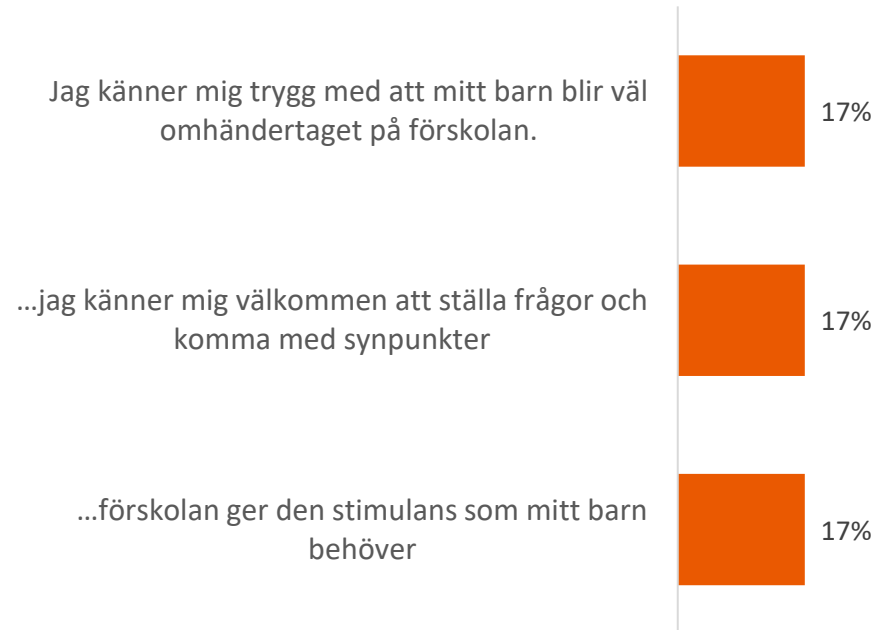 Jag känner mig trygg med att mitt barn blir väl
omhändertaget på förskolan.
17%
…jag känner mig välkommen att ställa frågor och
komma med synpunkter
17%
…förskolan ger den stimulans som mitt barn
behöver
17%